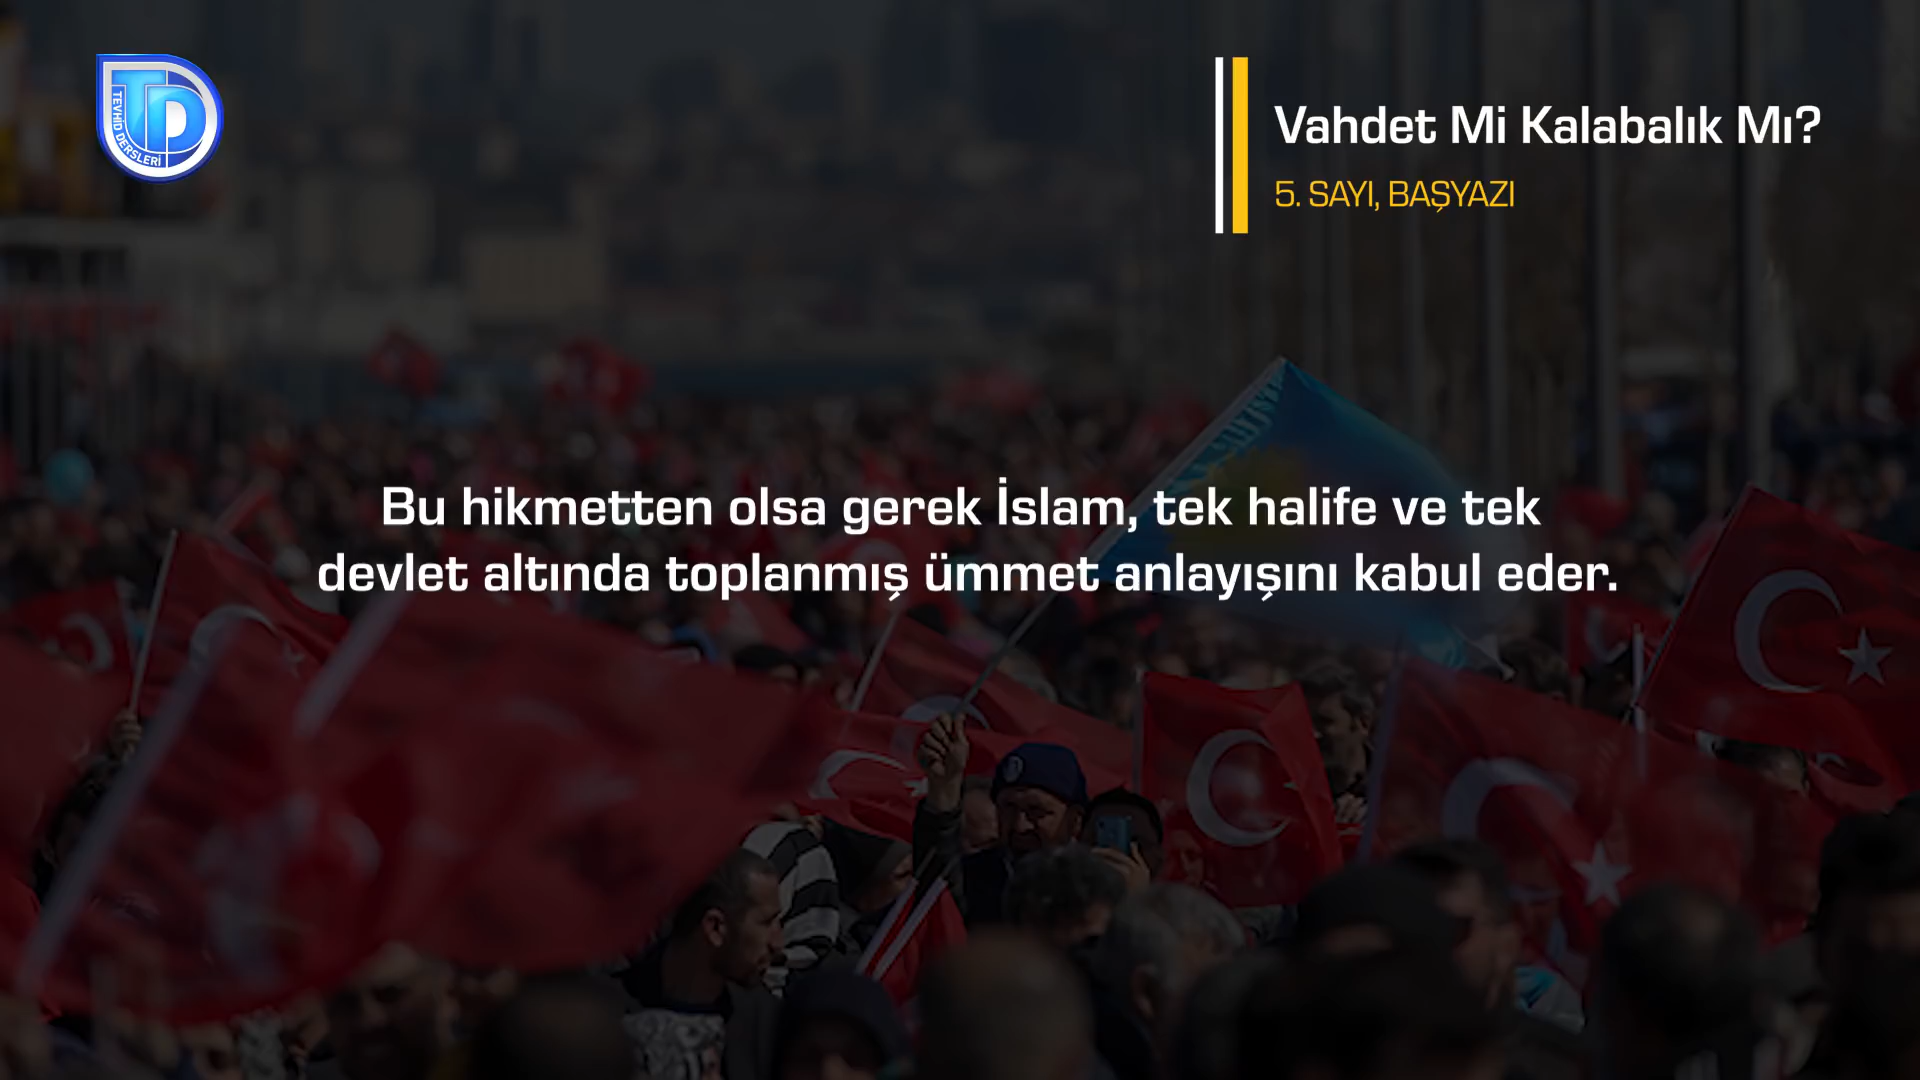 TD
TEVHİD DERSLERİ
Vahdet Mi Kalabalık Mı?
5. SAYI, BAŞYAZI
Bu hikmetten olsa gerek İslam, tek halife ve tek
devlet altında toplanmış ümmet anlayışını kabul eder.